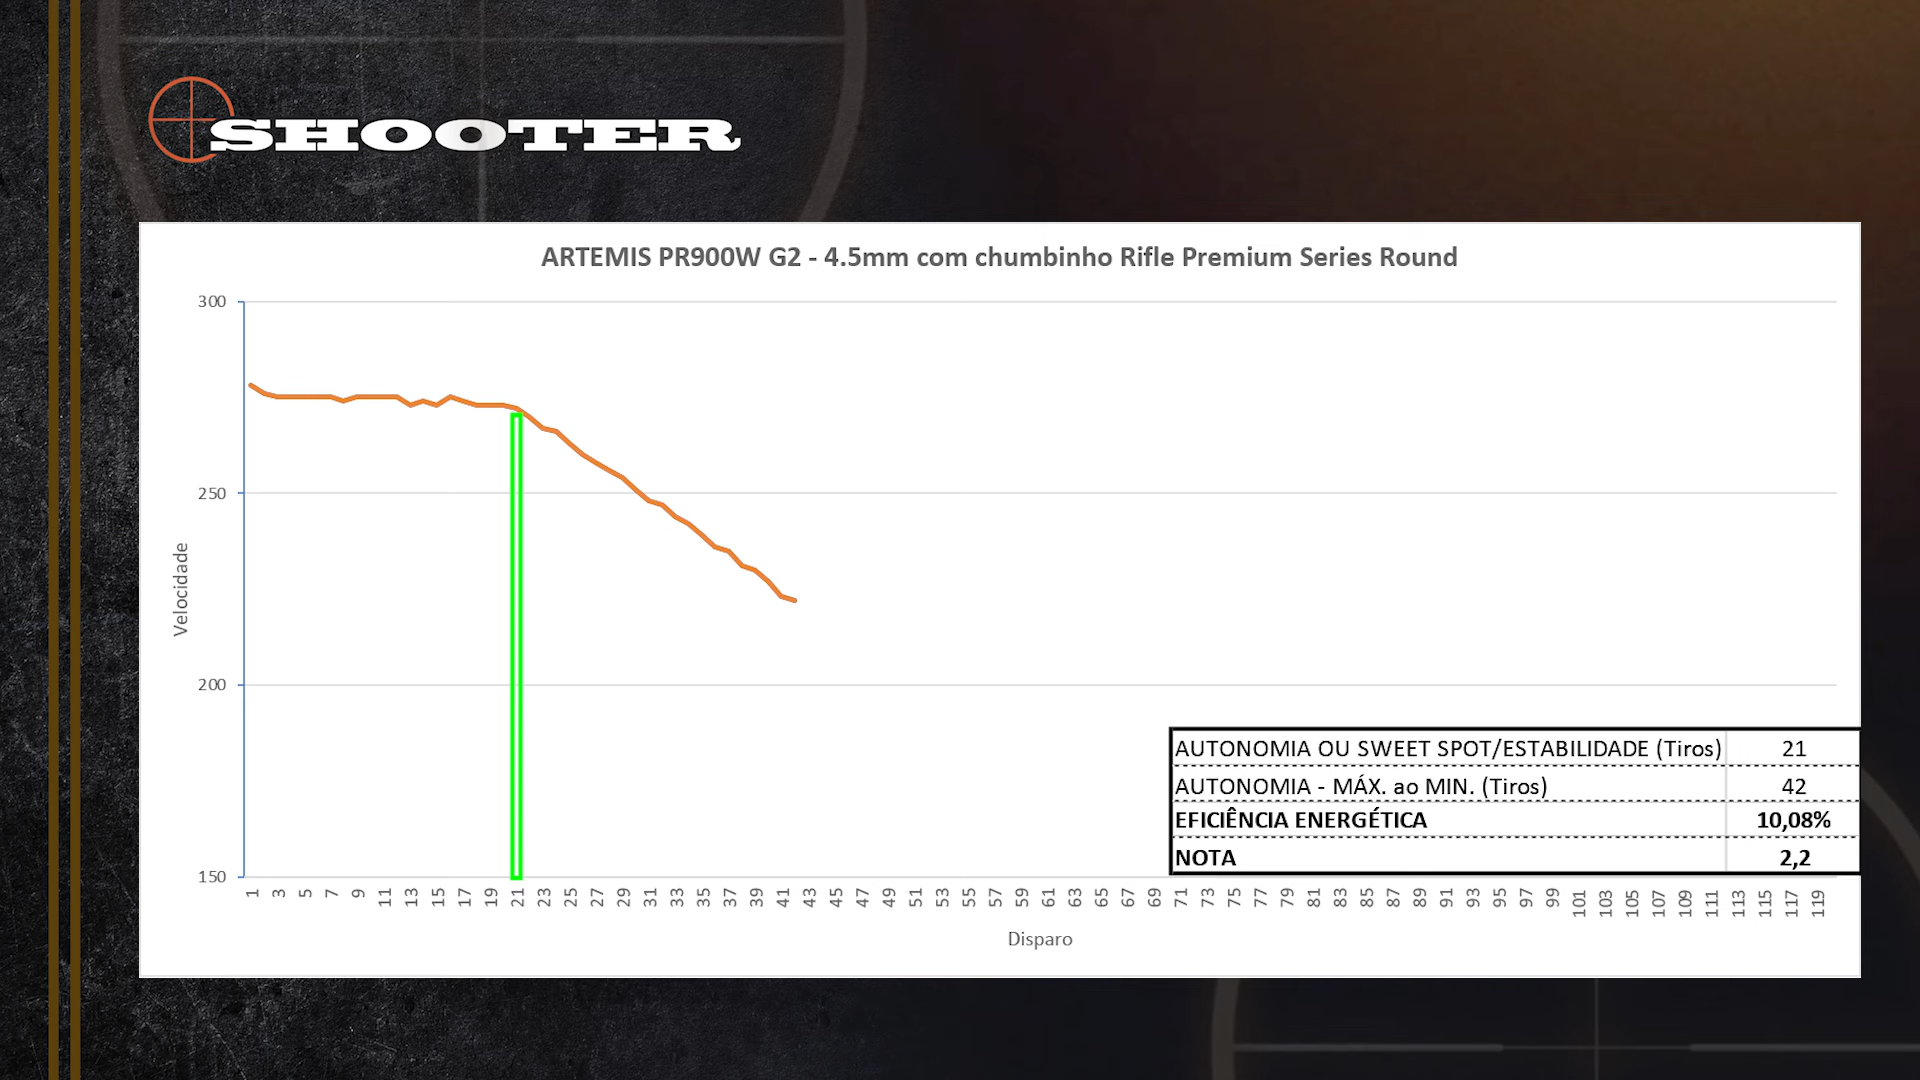 SHOOTER
ARTEMIS PR900W G2 - 4.5mm com chumbinho Rifle Premium Series Round
300
250
200
150
Velocidade
1 3 5 7 9 11 13 15 17 19 21 23 25 27 29 31 33 35 37 39 41 43 45 47 49 51 53 55 57 59 61 63 65 67 69 71 73 75 77 79 81 83 85 87 89 91 93 95 97 99 101 103 105 107 109 111 113 115 117 119
Disparo
AUTONOMIA OU SWEET SPOT/ESTABILIDADE (Tiros) 21
AUTONOMIA - MÁX. ao MIN. (Tiros) 42
EFICIÊNCIA ENERGÉTICA 10,08%
NOTA 2,2